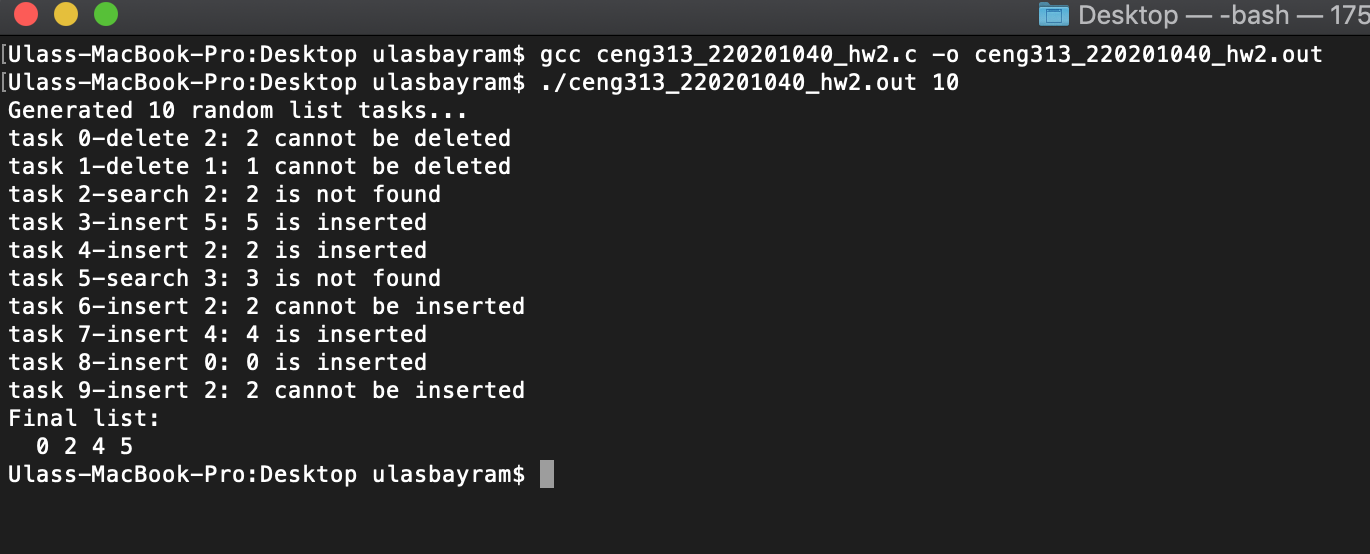 Desktop — -bash — 175
[Ulass-MacBook-Pro:Desktop ulasbayram$ gcc ceng313_220201040_hw2.c -o ceng313_220201040_hw2.out
[Ulass-MacBook-Pro:Desktop ulasbayram$ ./ceng313_220201040_hw2.out 10
Generated 10 random list tasks...
task 0-delete 2: 2 cannot be deleted
task 1-delete 1: 1 cannot be deleted
task 2-search 2: 2 is not found
task 3-insert 5: 5 is inserted
task 4-insert 2: 2 is inserted
task 5-search 3: 3 is not found
task 6-insert 2: 2 cannot be inserted
task 7-insert 4: 4 is inserted
task 8-insert 0: 0 is inserted
task 9-insert 2: 2 cannot be inserted
Final list:
  0 2 4 5
Ulass-MacBook-Pro:Desktop ulasbayram$